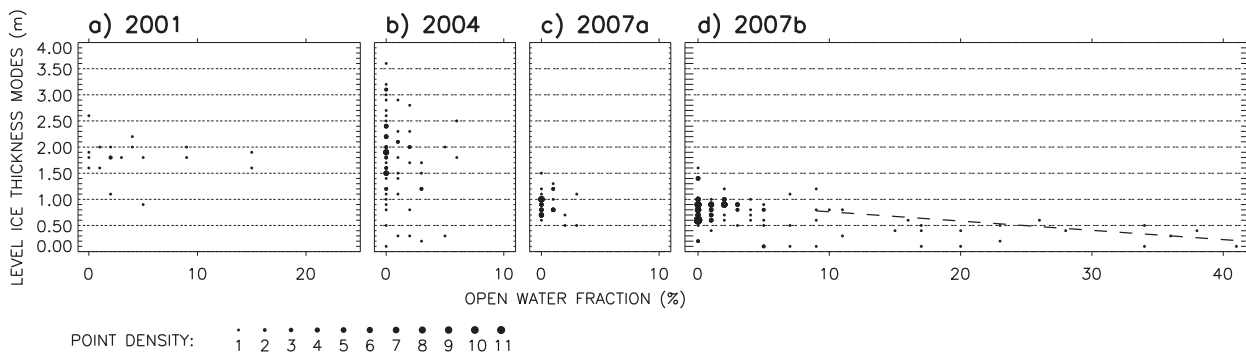 a) 2001 b) 2004 c) 2007a d) 2007b
LEVEL ICE THICKNESS MODES (m)
4.00
3.50
3.00
2.50
2.00
1.50
1.00
0.50
0.00
0 10 20 0 10 0 10 0 10 20 30 40
OPEN WATER FRACTION (%)
POINT DENSITY: 1 2 3 4 5 6 7 8 9 10 11